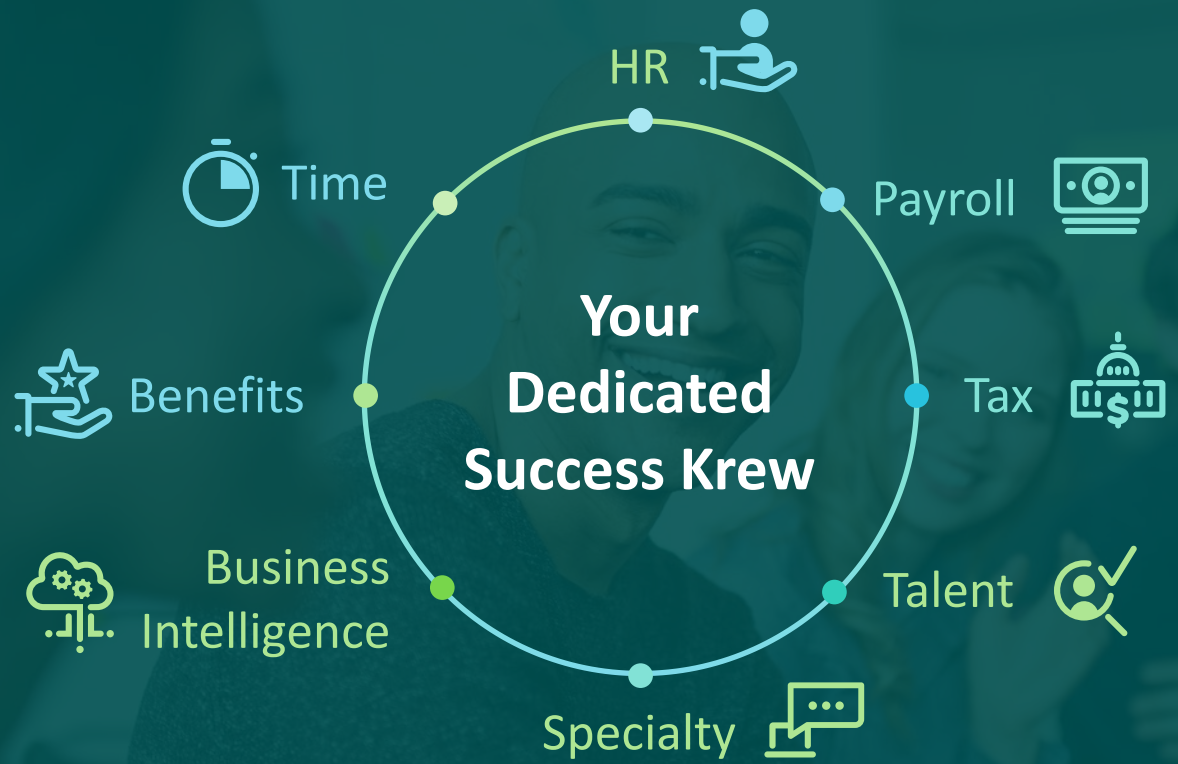 HR
Time
Payroll
Your
Dedicated
Success Krew
Benefits
Tax
Business
Intelligence
Talent
Specialty